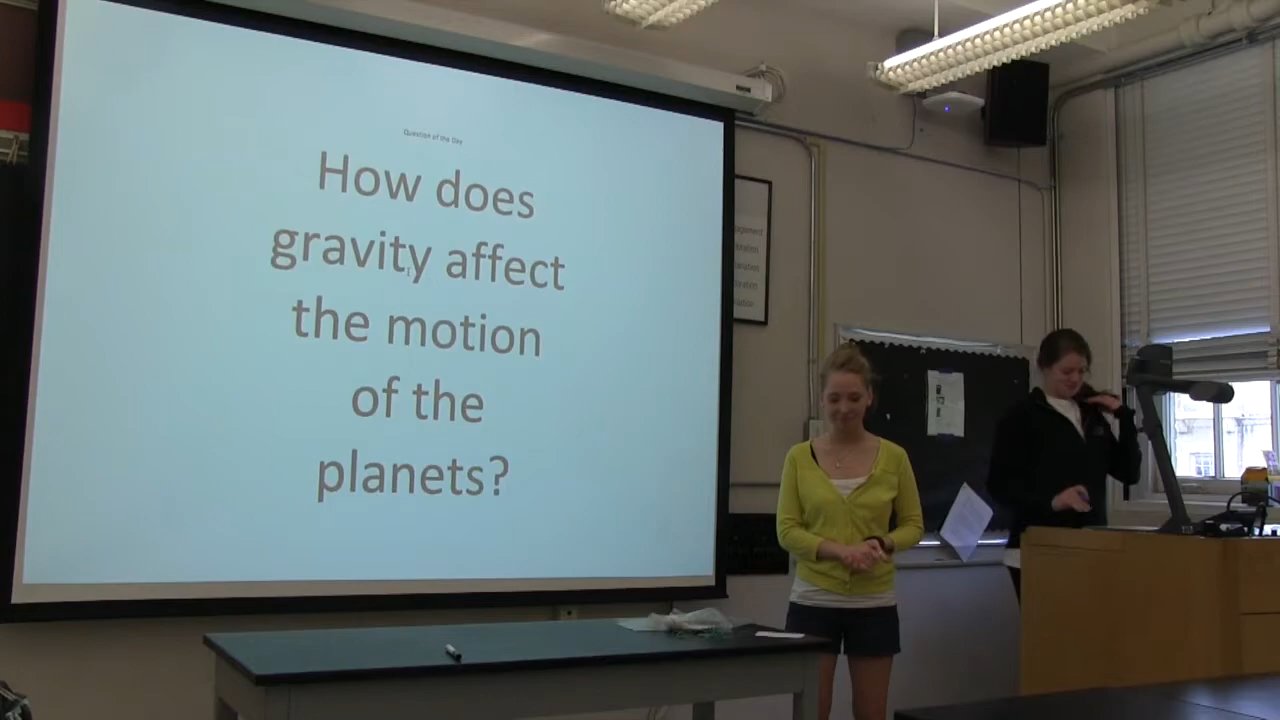 Question of the Day
How does
gravity affect
the motion
of the
planets?